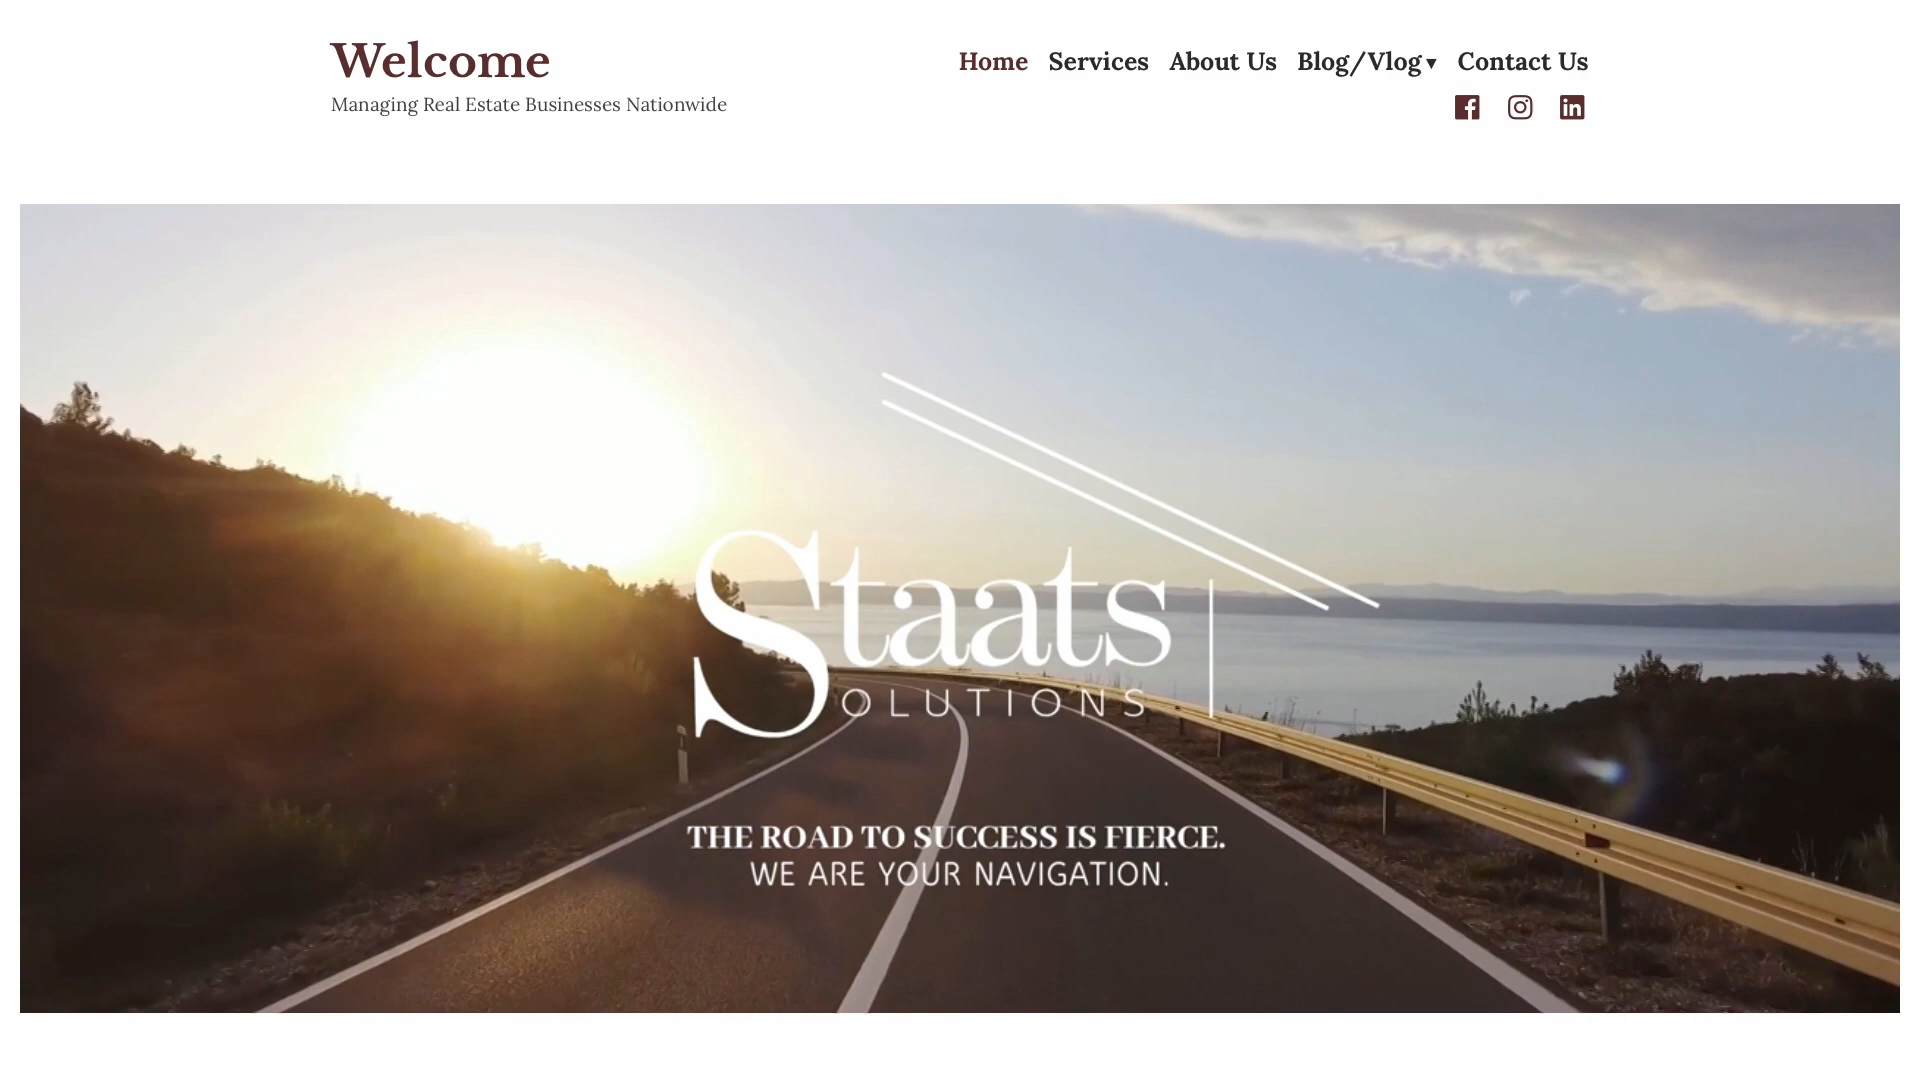 Welcome
Managing Real Estate Businesses Nationwide
Home Services About Us Blog/Vlog▾ Contact Us
Staats
SOLUTIONS
THE ROAD TO SUCCESS IS FIERCE.
WE ARE YOUR NAVIGATION.